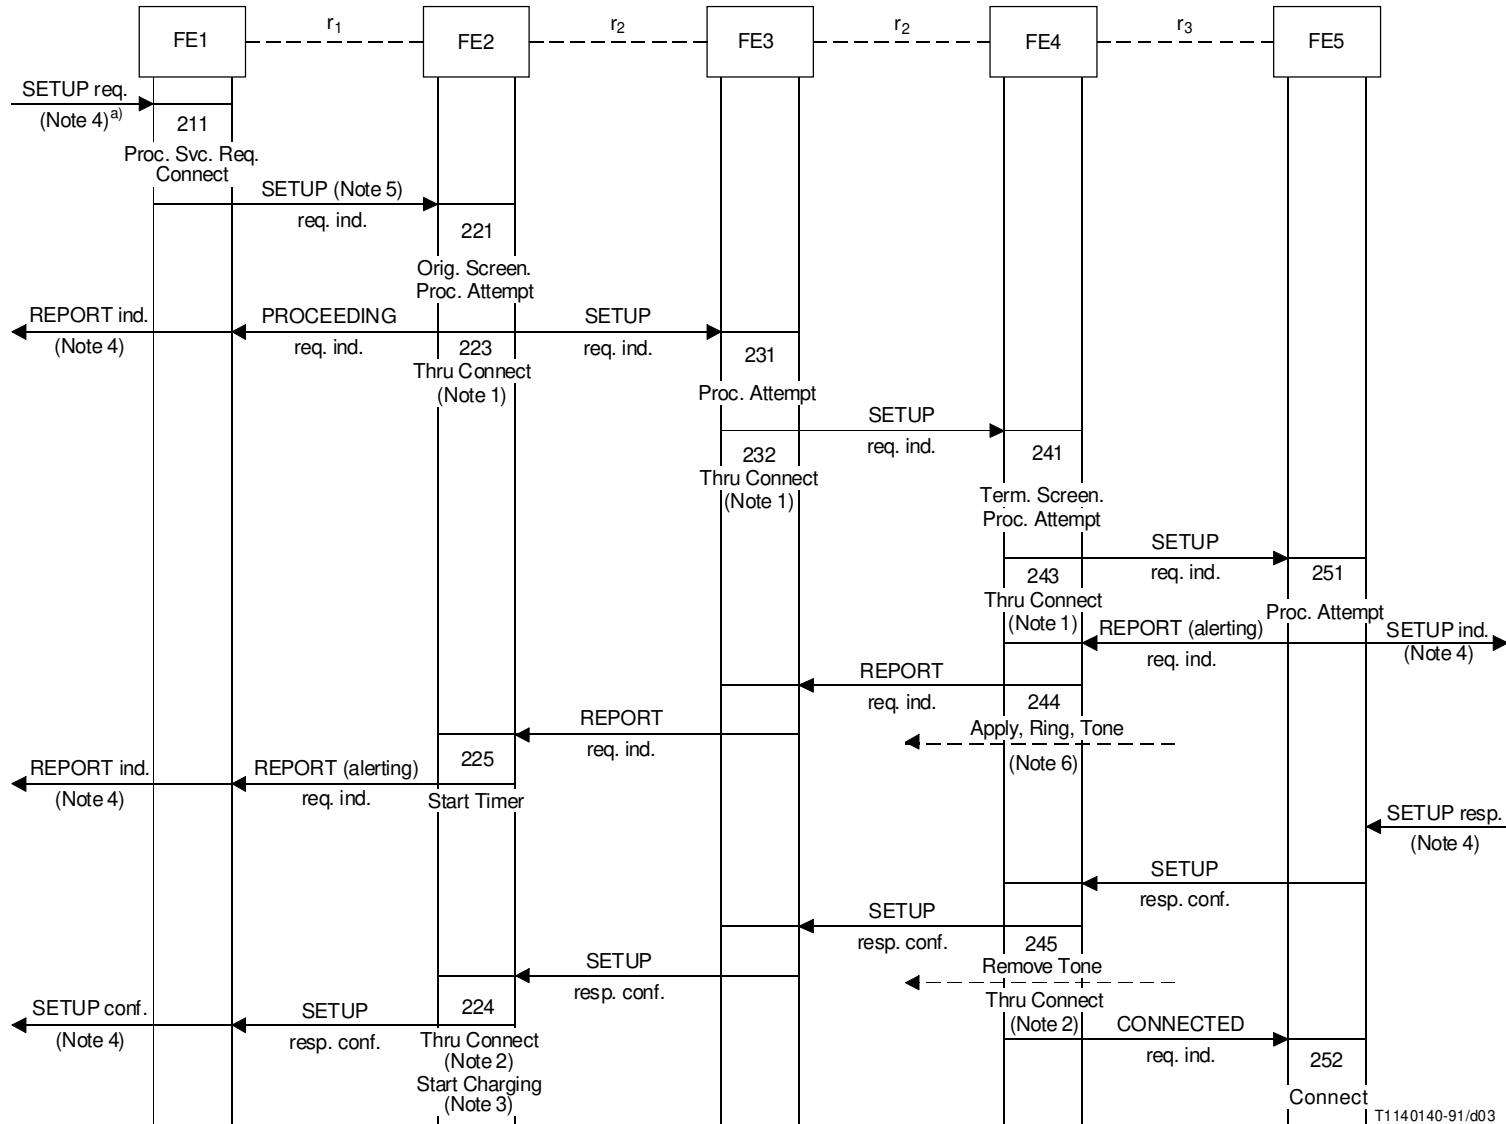 FE1
r1
FE2
r2
FE3
r2
FE4
r3
FE5
SETUP req.
(Note 4)a)
211
Proc. Svc. Req.
Connect
SETUP (Note 5)
req. ind.
221
Orig. Screen.
Proc. Attempt
REPORT ind.
(Note 4)
PROCEEDING
req. ind.
SETUP
req. ind.
223
Thru Connect
(Note 1)
231
Proc. Attempt
SETUP
req. ind.
232
Thru Connect
(Note 1)
241
Term. Screen.
Proc. Attempt
SETUP
req. ind.
243
Thru Connect
(Note 1)
251
Proc. Attempt
REPORT (alerting)
req. ind.
SETUP ind.
(Note 4)
REPORT
req. ind.
244
Apply, Ring, Tone
(Note 6)
REPORT
req. ind.
225
Start Timer
REPORT (alerting)
req. ind.
REPORT ind.
(Note 4)
SETUP resp.
(Note 4)
SETUP
resp. conf.
SETUP
resp. conf.
245
Remove Tone
Thru Connect
(Note 2)
SETUP
resp. conf.
224
Thru Connect
(Note 2)
Start Charging
(Note 3)
SETUP
resp. conf.
SETUP conf.
(Note 4)
CONNECTED
req. ind.
252
Connect
T1140140-91/d03